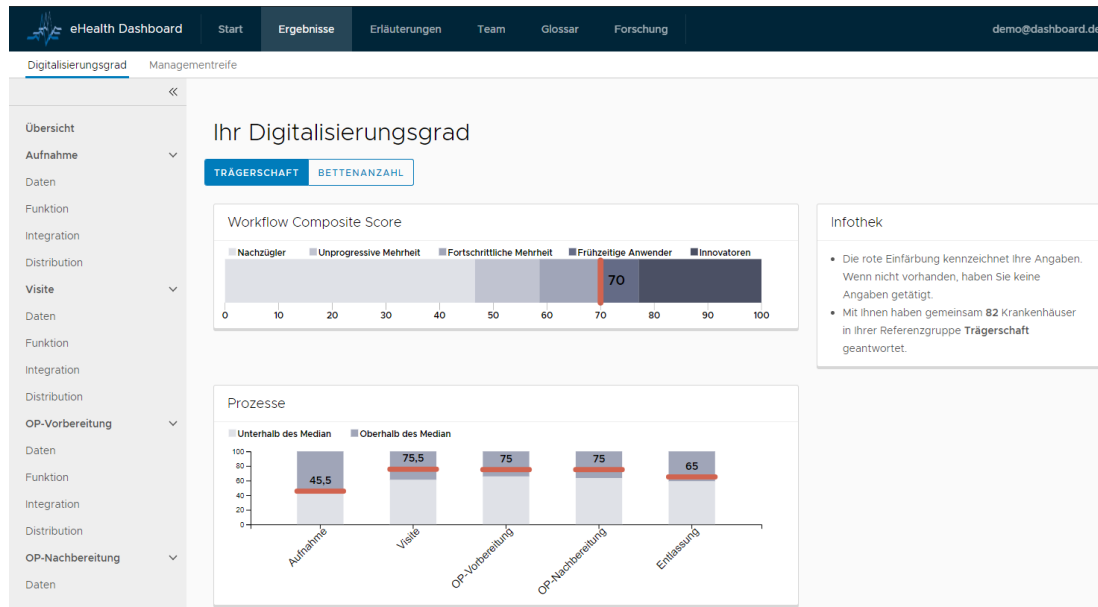 eHealth Dashboard
Start
Ergebnisse
Erläuterungen
Team
Glossar
Forschung
demo@dashboard.de
Digitalisierungsgrad
Managementreife
«
Übersicht
Aufnahme
Daten
Funktion
Integration
Distribution
Visite
Daten
Funktion
Integration
Distribution
OP-Vorbereitung
Daten
Funktion
Integration
Distribution
OP-Nachbereitung
Daten
Ihr Digitalisierungsgrad
TRÄGERSCHAFT
BETTENANZAHL
Workflow Composite Score
Nachzügler
Unprogressive Mehrheit
Fortschrittliche Mehrheit
Frühzeitige Anwender
Innovatoren
70
0 10 20 30 40 50 60 70 80 90 100
Infothek
• Die rote Einfärbung kennzeichnet Ihre Angaben.
Wenn nicht vorhanden, haben Sie keine
Angaben getätigt.
• Mit Ihnen haben gemeinsam 82 Krankenhäuser
in Ihrer Referenzgruppe Trägerschaft
geantwortet.
Prozesse
Unterhalb des Median
Oberhalb des Median
100
80
60
40
20
0
45,5
75,5
75
75
65
Aufnahme
Visite
OP-Vorbereitung
OP-Nachbereitung
Entlassung